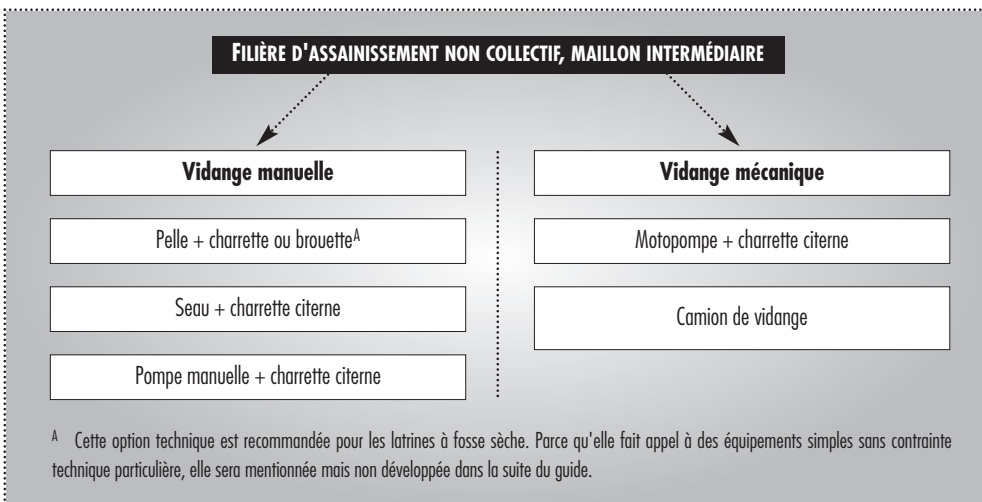 FILIÈRE D'ASSAINISSEMENT NON COLLECTIF, MAILLON INTERMÉDIAIRE
Vidange manuelle
Pelle + charrette ou brouetteA
Seau + charrette citerne
Pompe manuelle + charrette citerne
Vidange mécanique
Motopompe + charrette citerne
Camion de vidange
A Cette option technique est recommandée pour les latrines à fosse sèche. Parce qu'elle fait appel à des équipements simples sans contrainte
technique particulière, elle sera mentionnée mais non développée dans la suite du guide.